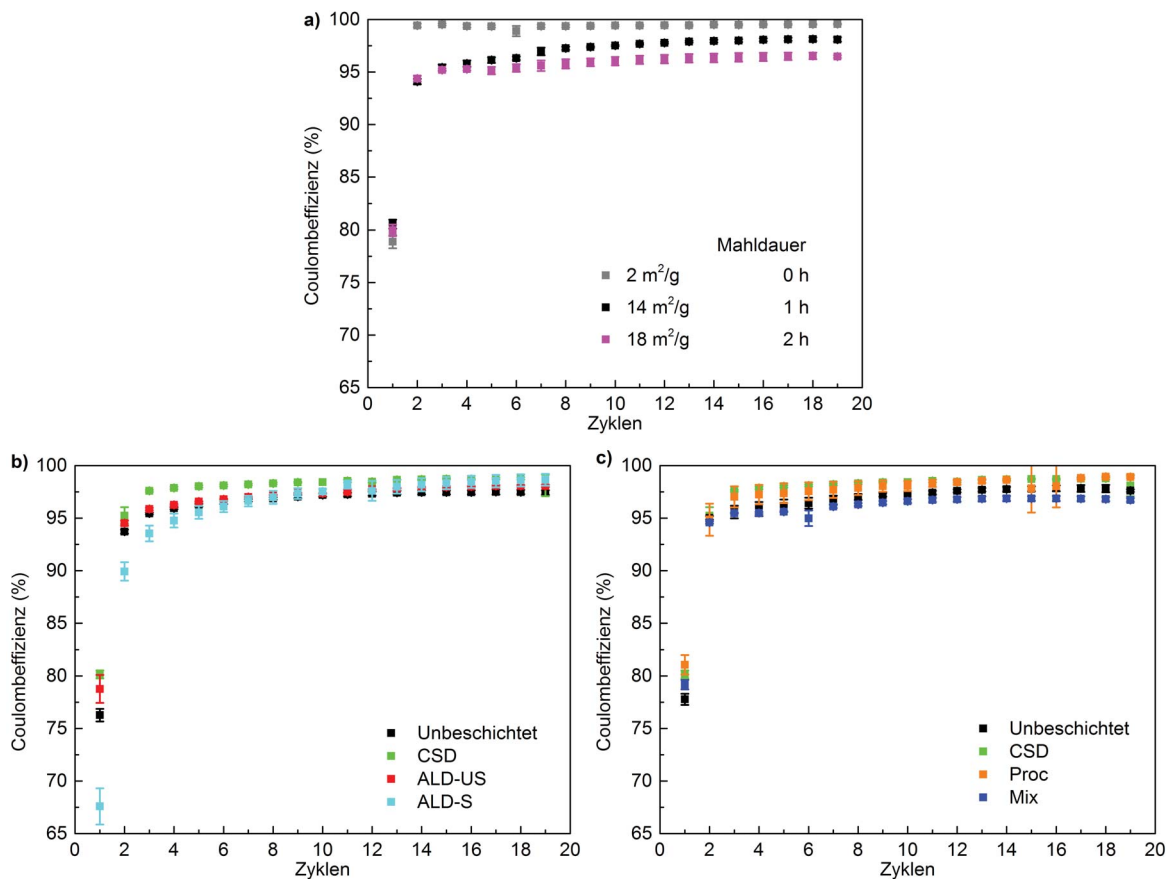 a)
100
95
90
85
80
75
70
65
Coulombeffizienz (%)
Mahldauer
2 m²/g 0 h
14 m²/g 1 h
18 m²/g 2 h
0 2 4 6 8 10 12 14 16 18 20
Zyklen
b)
100
95
90
85
80
75
70
65
Coulombeffizienz (%)
Unbeschichtet
CSD
ALD-US
ALD-S
0 2 4 6 8 10 12 14 16 18 20
Zyklen
c)
100
95
90
85
80
75
70
65
Coulombeffizienz (%)
Unbeschichtet
CSD
Proc
Mix
0 2 4 6 8 10 12 14 16 18 20
Zyklen